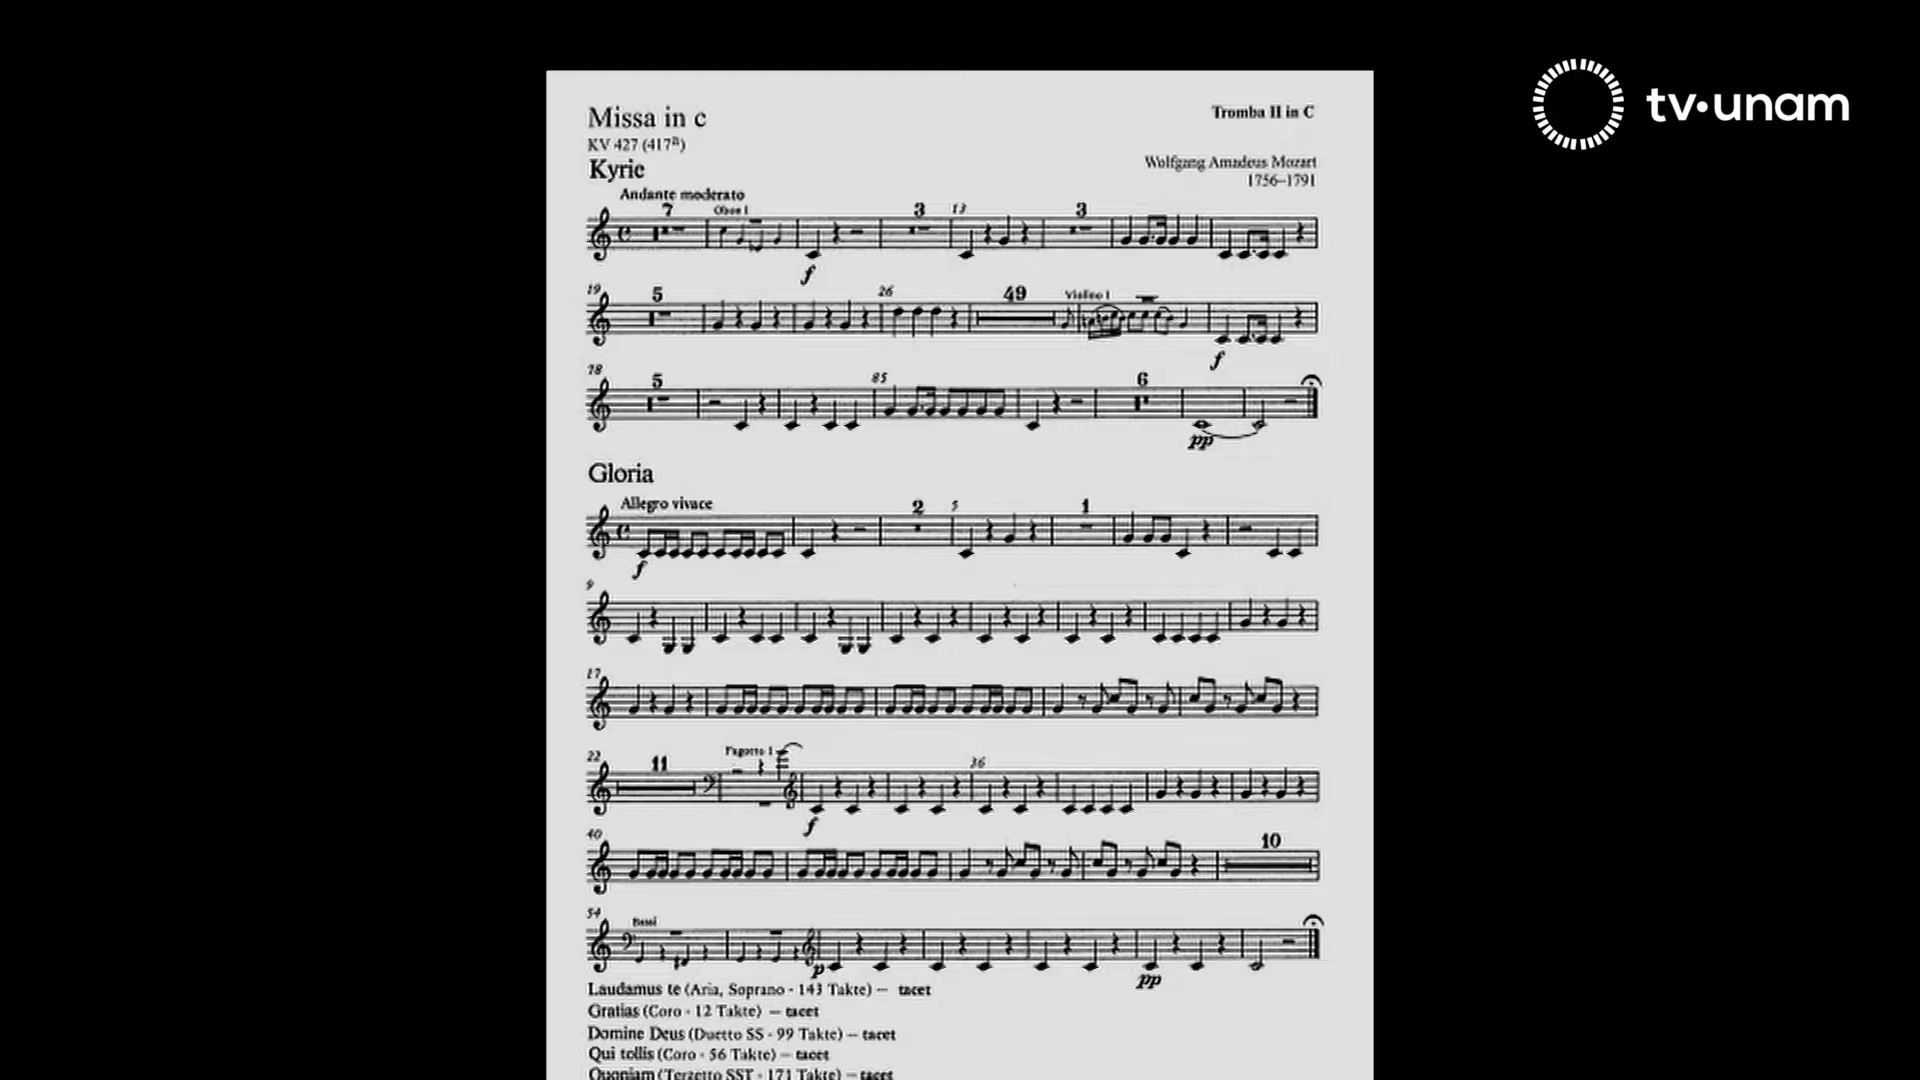 tv•unam
Missa in c
Tromba II in C
KV 427 (417a)
Kyrie
Wolfgang Amadeus Mozart
1756–1791
Andante moderato
7
Oboe I
3
13
3
f
19
5
26
49
Violino I
f
78
5
85
6
pp
Gloria
Allegro vivace
2
5
1
f
9
17
22
11
Fagotto I
36
f
40
10
54
Bassi
p
pp
Laudamus te (Aria, Soprano - 143 Takte) – tacet
Gratias (Coro - 12 Takte) – tacet
Domine Deus (Duetto SS - 99 Takte) – tacet
Qui tollis (Coro - 56 Takte) – tacet
Quoniam (Terzetto SST - 171 Takte) – tacet